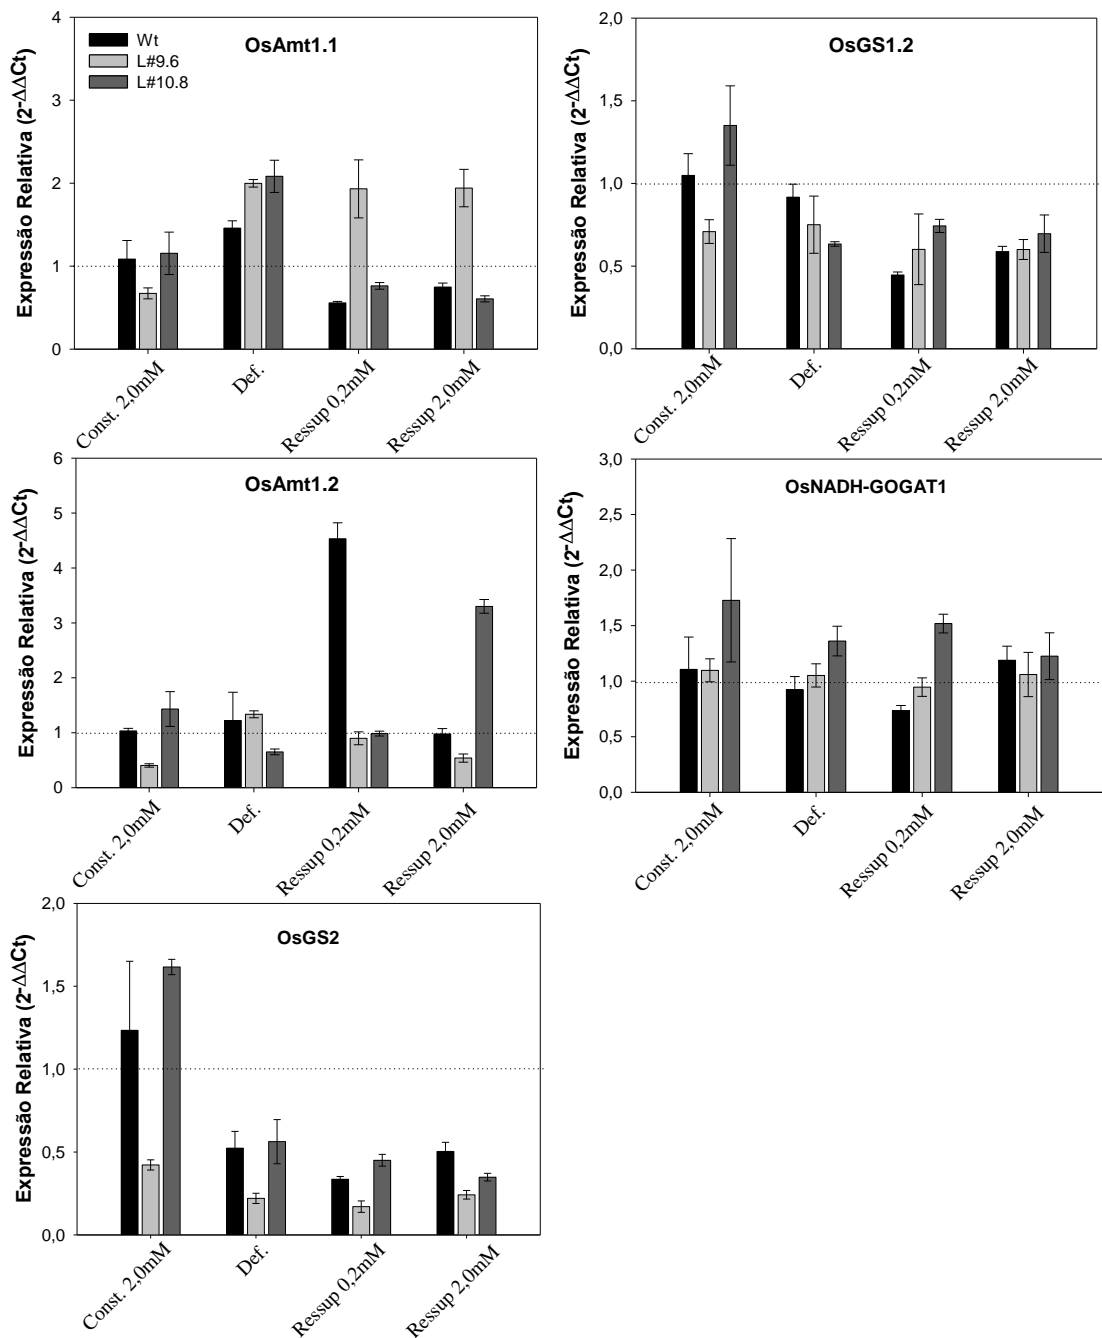 OsAmt1.1
Wt
L#9.6
L#10.8
Expressão Relativa (2-ΔΔCt)
4
3
2
1
0
Const. 2,0mM
Def.
Ressup 0,2mM
Ressup 2,0mM
OsGS1.2
Expressão Relativa (2-ΔΔCt)
2,0
1,5
1,0
0,5
0,0
Const. 2,0mM
Def.
Ressup 0,2mM
Ressup 2,0mM
OsAmt1.2
Expressão Relativa (2-ΔΔCt)
6
5
4
3
2
1
0
Const. 2,0mM
Def.
Ressup 0,2mM
Ressup 2,0mM
OsNADH-GOGAT1
Expressão Relativa (2-ΔΔCt)
3,0
2,5
2,0
1,5
1,0
0,5
0,0
Const. 2,0mM
Def.
Ressup 0,2mM
Ressup 2,0mM
OsGS2
Expressão Relativa (2-ΔΔCt)
2,0
1,5
1,0
0,5
0,0
Const. 2,0mM
Def.
Ressup 0,2mM
Ressup 2,0mM